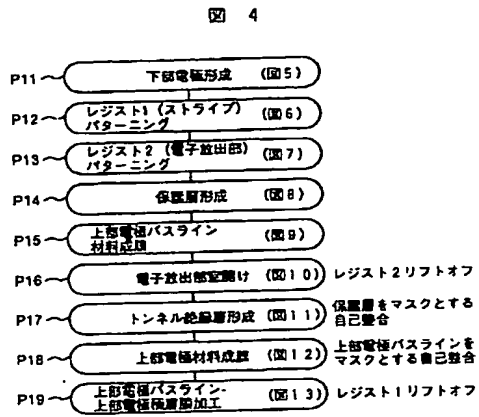 図 4
P11 下部電極形成 (図5)
P12 レジスト1 (ストライプ)
パターニング (図6)
P13 レジスト2 (電子放出部)
パターニング (図7)
P14 保護層形成 (図8)
P15 上部電極バスライン
材料成膜 (図9)
P16 電子放出部窓開け (図10) レジスト2リフトオフ
P17 トンネル絶縁層形成 (図11) 保護層をマスクとする
自己整合
P18 上部電極材料成膜 (図12) 上部電極バスラインを
マスクとする自己整合
P19 上部電極バスライン-
上部電極積層膜加工 (図13) レジスト1リフトオフ